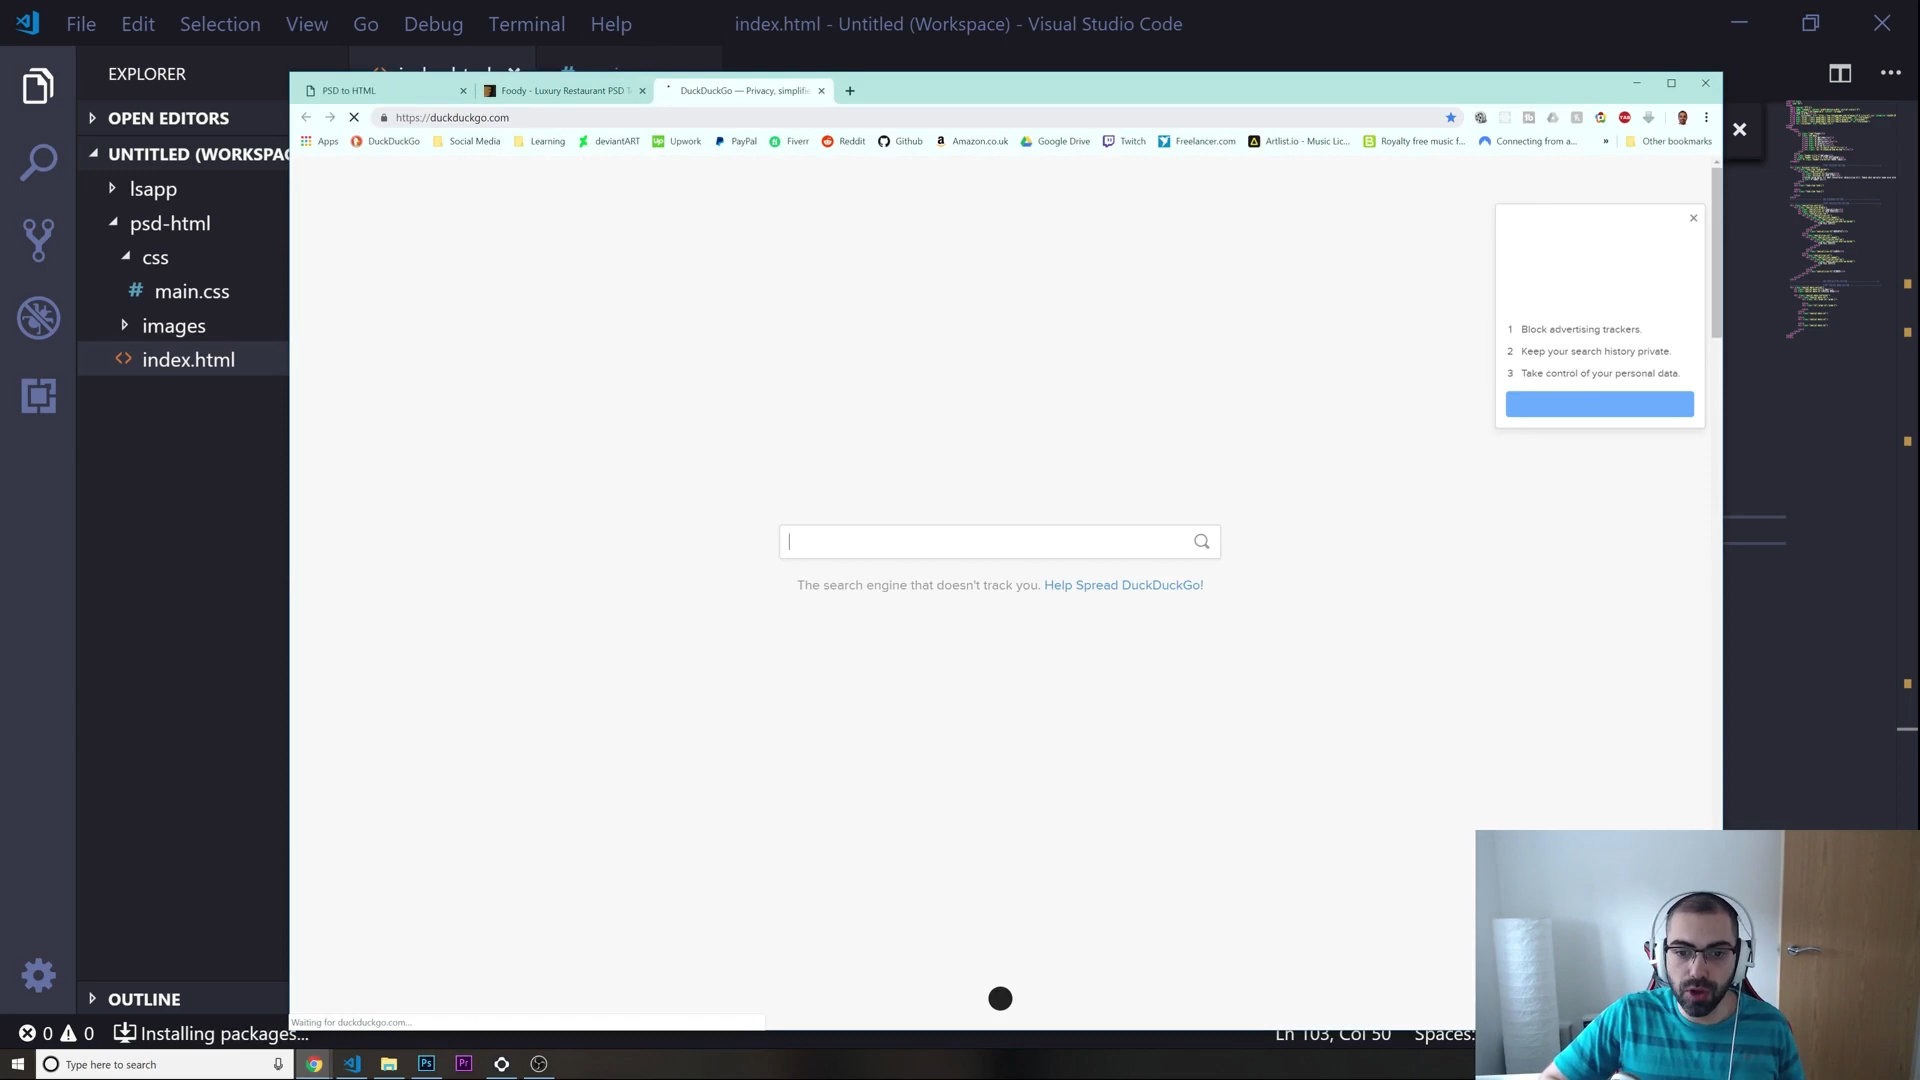 File Edit Selection View Go Debug Terminal Help
index.html - Untitled (Workspace) - Visual Studio Code
EXPLORER
OPEN EDITORS
UNTITLED (WORKSPAC
lsapp
psd-html
css
# main.css
images
<> index.html
OUTLINE
PSD to HTML
Foody - Luxury Restaurant PSD T
DuckDuckGo — Privacy, simplifi
https://duckduckgo.com
Apps DuckDuckGo Social Media Learning deviantART Upwork PayPal Fiverr Reddit Github Amazon.co.uk Google Drive Twitch Freelancer.com Artlist.io - Music Lic... Royalty free music f... Connecting from a... » Other bookmarks
1 Block advertising trackers.
2 Keep your search history private.
3 Take control of your personal data.
The search engine that doesn't track you. Help Spread DuckDuckGo!
Waiting for duckduckgo.com...
0 0 Installing packages...
Ln 103, Col 50 Spaces:
Type here to search
Ps
Pr